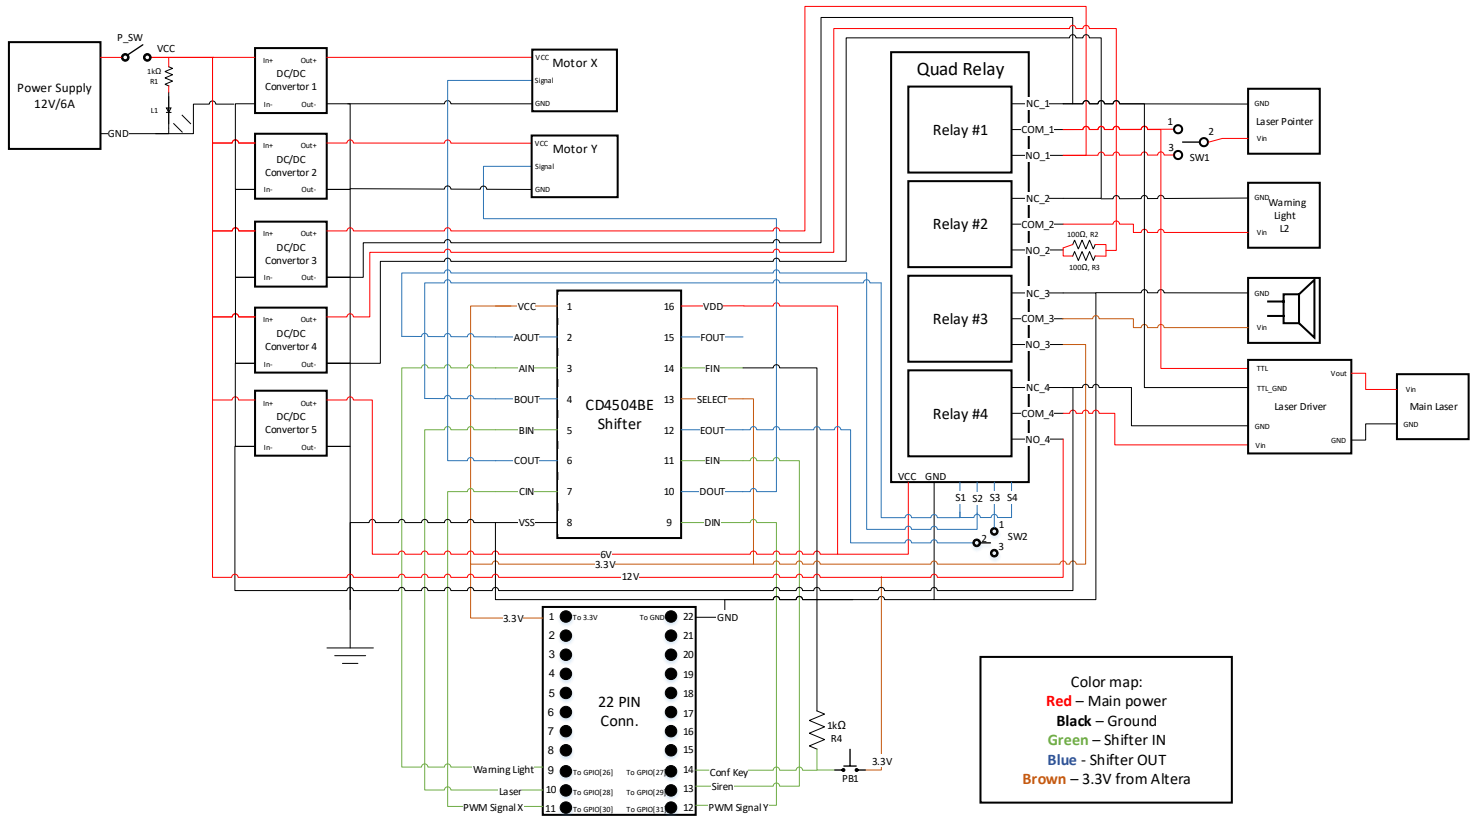 P_SW
VCC
1kΩ
R1
L1
GND
Power Supply
12V/6A
In+
Out+
DC/DC
Convertor 1
In-
Out-
In+
Out+
DC/DC
Convertor 2
In-
Out-
In+
Out+
DC/DC
Convertor 3
In-
Out-
In+
Out+
DC/DC
Convertor 4
In-
Out-
In+
Out+
DC/DC
Convertor 5
In-
Out-
VCC
Motor X
Signal
GND
VCC
Motor Y
Signal
GND
Quad Relay
Relay #1
Relay #2
Relay #3
Relay #4
NC_1
COM_1
NO_1
NC_2
COM_2
NO_2
NC_3
COM_3
NO_3
NC_4
COM_4
NO_4
VCC
GND
S1
S2
S3
S4
1
2
3
SW2
1
2
3
SW1
100Ω, R2
100Ω, R3
GND
Laser Pointer
Vin
GND
Warning
Light
L2
Vin
GND
Vin
TTL
TTL_GND
GND
Vin
Laser Driver
Vout
GND
Vin
Main Laser
GND
CD4504BE
Shifter
VCC
1
AOUT
2
AIN
3
BOUT
4
BIN
5
COUT
6
CIN
7
VSS
8
16
VDD
15
FOUT
14
FIN
13
SELECT
12
EOUT
11
EIN
10
DOUT
9
DIN
6V
3.3V
12V
22 PIN
Conn.
3.3V
1
To 3.3V
2
3
4
5
6
7
8
Warning Light
9
To GPIO[26]
Laser
10
To GPIO[28]
PWM Signal X
11
To GPIO[30]
To GND
22
GND
21
20
19
18
17
16
15
To GPIO[27]
14
Conf Key
To GPIO[29]
13
Siren
To GPIO[31]
12
PWM Signal Y
1kΩ
R4
PB1
3.3V
Color map:
Red – Main power
Black – Ground
Green – Shifter IN
Blue - Shifter OUT
Brown – 3.3V from Altera